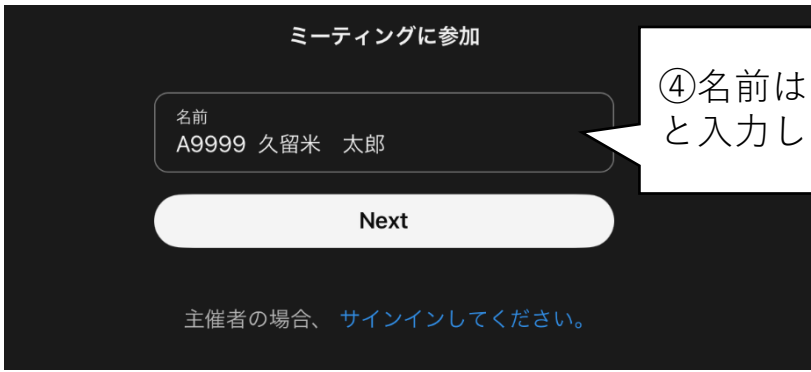 ミーティングに参加
④名前は
と入力し
名前
A9999 久留米　太郎
Next
主催者の場合、 サインインしてください。